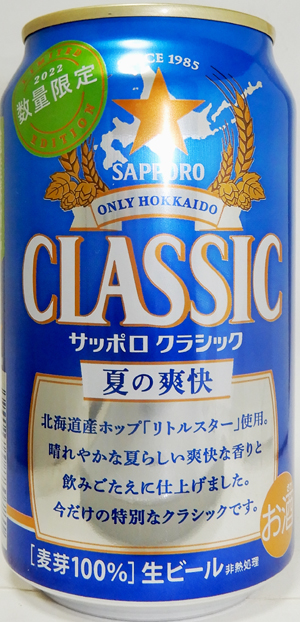 LIMITED
2022
数量限定
EDITION
SINCE 1985
SAPPORO
ONLY HOKKAIDO
CLASSIC
サッポロ クラシック
夏の爽快
北海道産ホップ「リトルスター」使用。
晴れやかな夏らしい爽快な香りと
飲みごたえに仕上げました。
今だけの特別なクラシックです。
お酒
[麦芽100%]生ビール 非熱処理